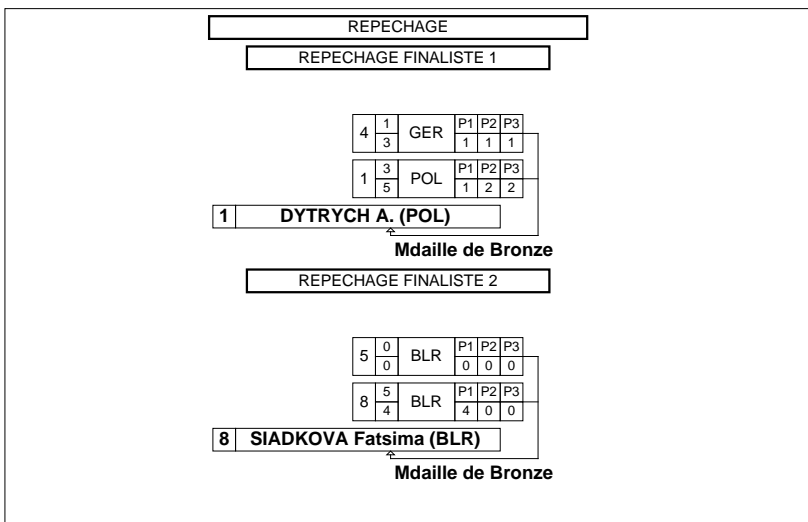 REPECHAGE
REPECHAGE FINALISTE 1
4 1 3 GER P1 P2 P3 1 1 1
1 3 5 POL P1 P2 P3 1 2 2
1 DYTRYCH A. (POL)
Mdaille de Bronze
REPECHAGE FINALISTE 2
5 0 0 BLR P1 P2 P3 0 0 0
8 5 4 BLR P1 P2 P3 4 0 0
8 SIADKOVA Fatsima (BLR)
Mdaille de Bronze